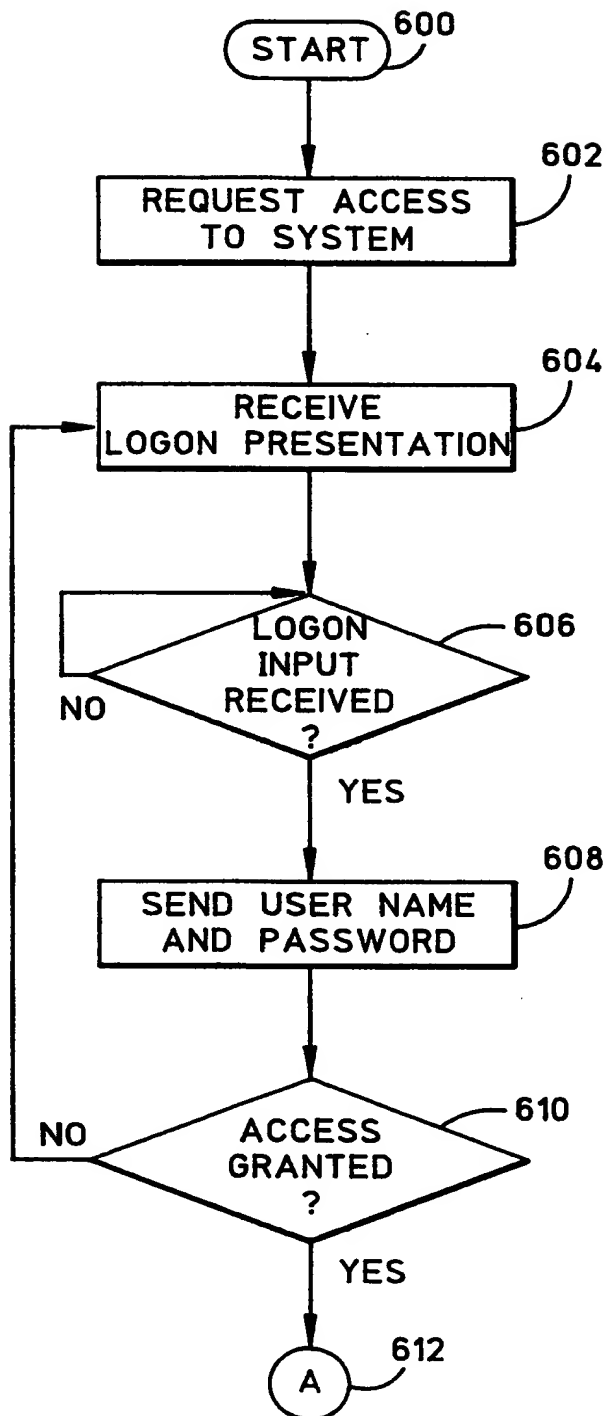 START
600
REQUEST ACCESS
TO SYSTEM
602
RECEIVE
LOGON PRESENTATION
604
LOGON
INPUT
RECEIVED
?
606
NO
YES
SEND USER NAME
AND PASSWORD
608
ACCESS
GRANTED
?
610
NO
YES
A
612